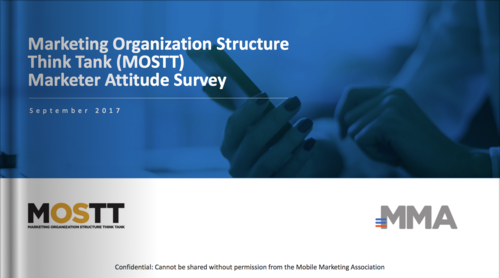 Marketing Organization Structure
Think Tank (MOSTT)
Marketer Attitude Survey
September 2017
MOSTT
MARKETING ORGANIZATION STRUCTURE THINK TANK
MMA
Confidential: Cannot be shared without permission from the Mobile Marketing Association